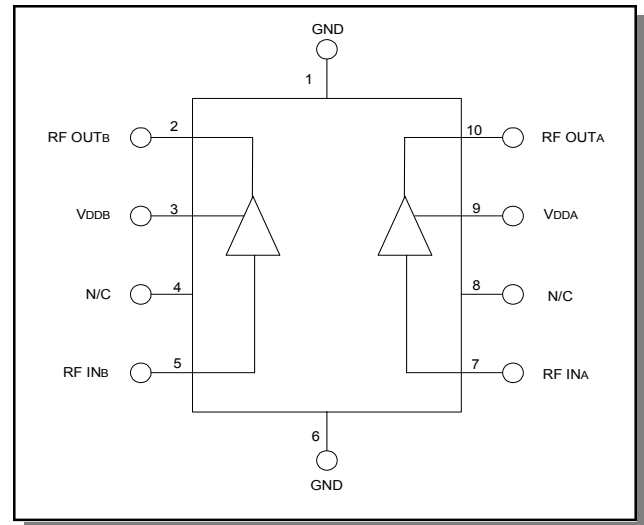 GND
1
RF OUTB 2 10 RF OUTA
VDDB 3 9 VDDA
N/C 4 8 N/C
RF INB 5 7 RF INA
6
GND